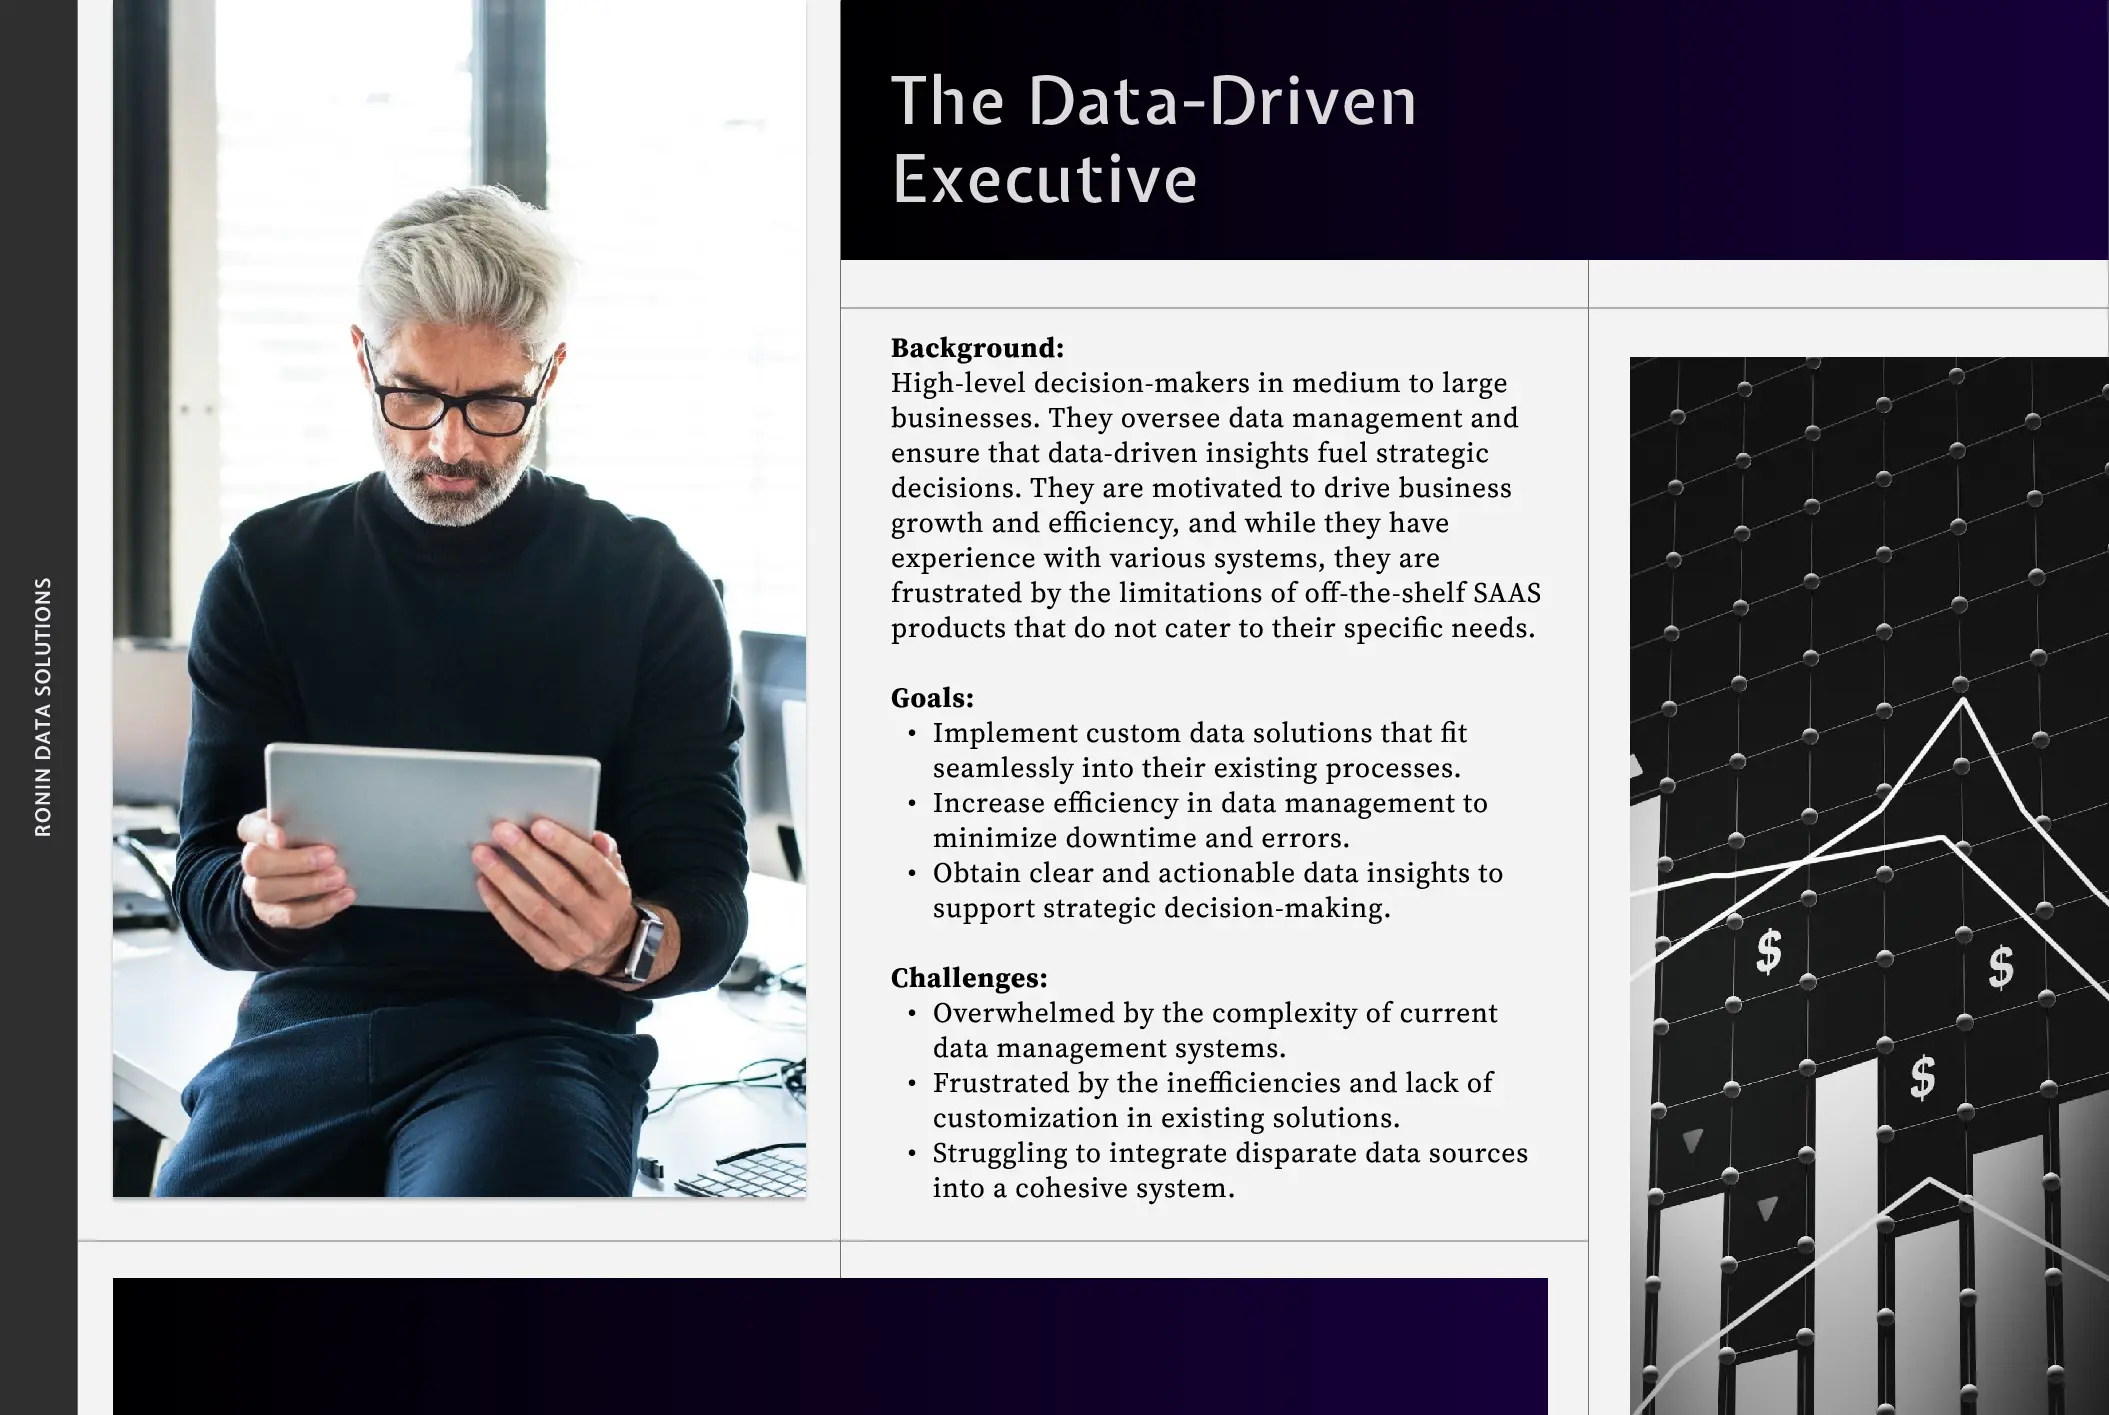 RONIN DATA SOLUTIONS
The Data-Driven
Executive
Background:
High-level decision-makers in medium to large
businesses. They oversee data management and
ensure that data-driven insights fuel strategic
decisions. They are motivated to drive business
growth and efficiency, and while they have
experience with various systems, they are
frustrated by the limitations of off-the-shelf SAAS
products that do not cater to their specific needs.
Goals:
• Implement custom data solutions that fit
seamlessly into their existing processes.
• Increase efficiency in data management to
minimize downtime and errors.
• Obtain clear and actionable data insights to
support strategic decision-making.
Challenges:
• Overwhelmed by the complexity of current
data management systems.
• Frustrated by the inefficiencies and lack of
customization in existing solutions.
• Struggling to integrate disparate data sources
into a cohesive system.
$
$
$